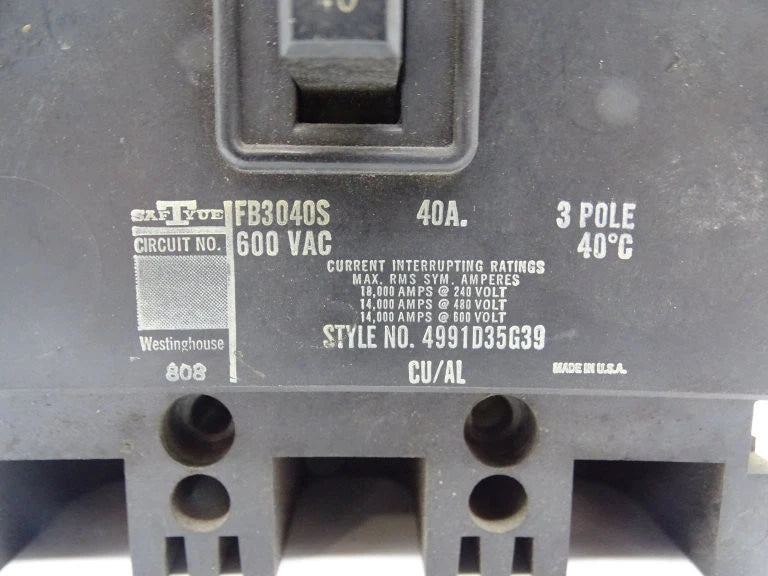 40
SAF-T-VUE FB3040S 40A. 3 POLE
CIRCUIT NO. 600 VAC 40°C
CURRENT INTERRUPTING RATINGS
MAX. RMS SYM. AMPERES
18,000 AMPS @ 240 VOLT
14,000 AMPS @ 480 VOLT
14,000 AMPS @ 600 VOLT
Westinghouse STYLE NO. 4991D35G39
808 CU/AL MADE IN U.S.A.